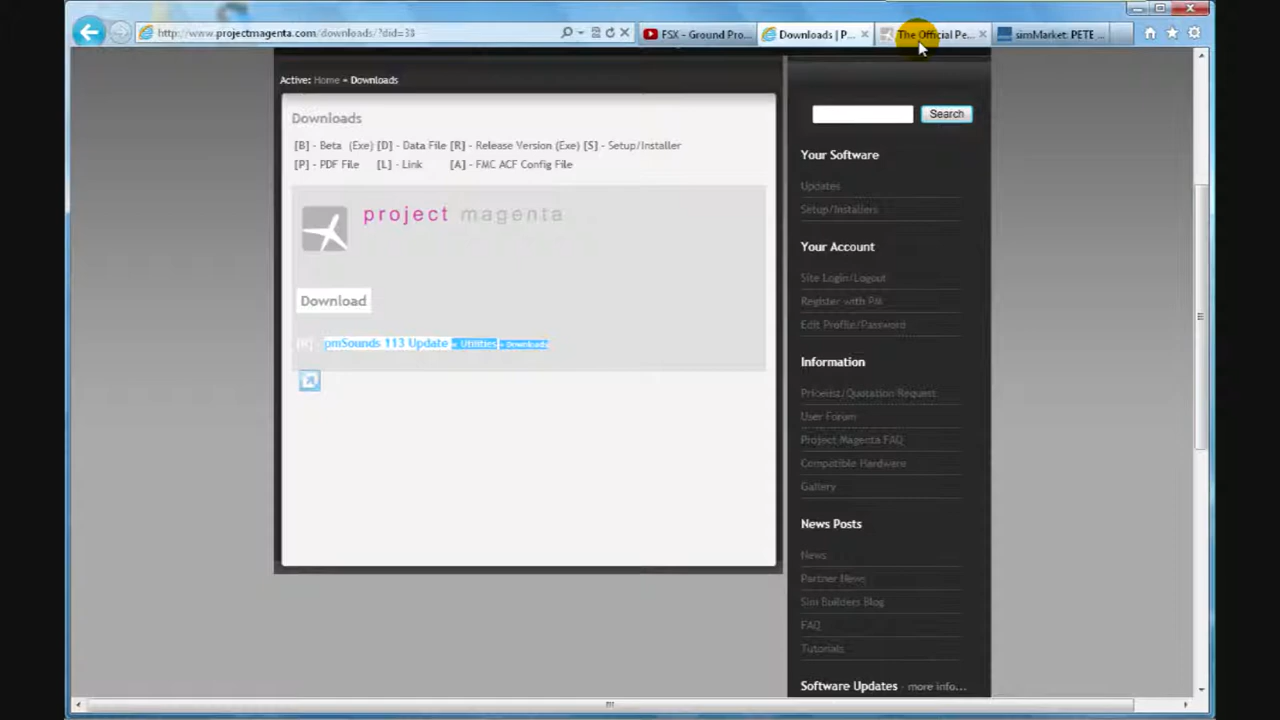 http://www.projectmagenta.com/downloads/?did=33
FSX - Ground Pro...
Downloads | P...
The Official Pe...
simMarket: PETE ...
Active: Home » Downloads
Downloads
[B] - Beta (Exe) [D] - Data File [R] - Release Version (Exe) [S] - Setup/Installer
[P] - PDF File [L] - Link [A] - FMC ACF Config File
project magenta
Download
pmSounds 113 Update « Utilities « Downloads
Search
Your Software
Updates
Setup/Installers
Your Account
Site Login/Logout
Register with PM
Edit Profile/Password
Information
Pricelist/Quotation Request
User Forum
Project Magenta FAQ
Compatible Hardware
Gallery
News Posts
News
Partner News
Sim Builders Blog
FAQ
Tutorials
Software Updates - more info...